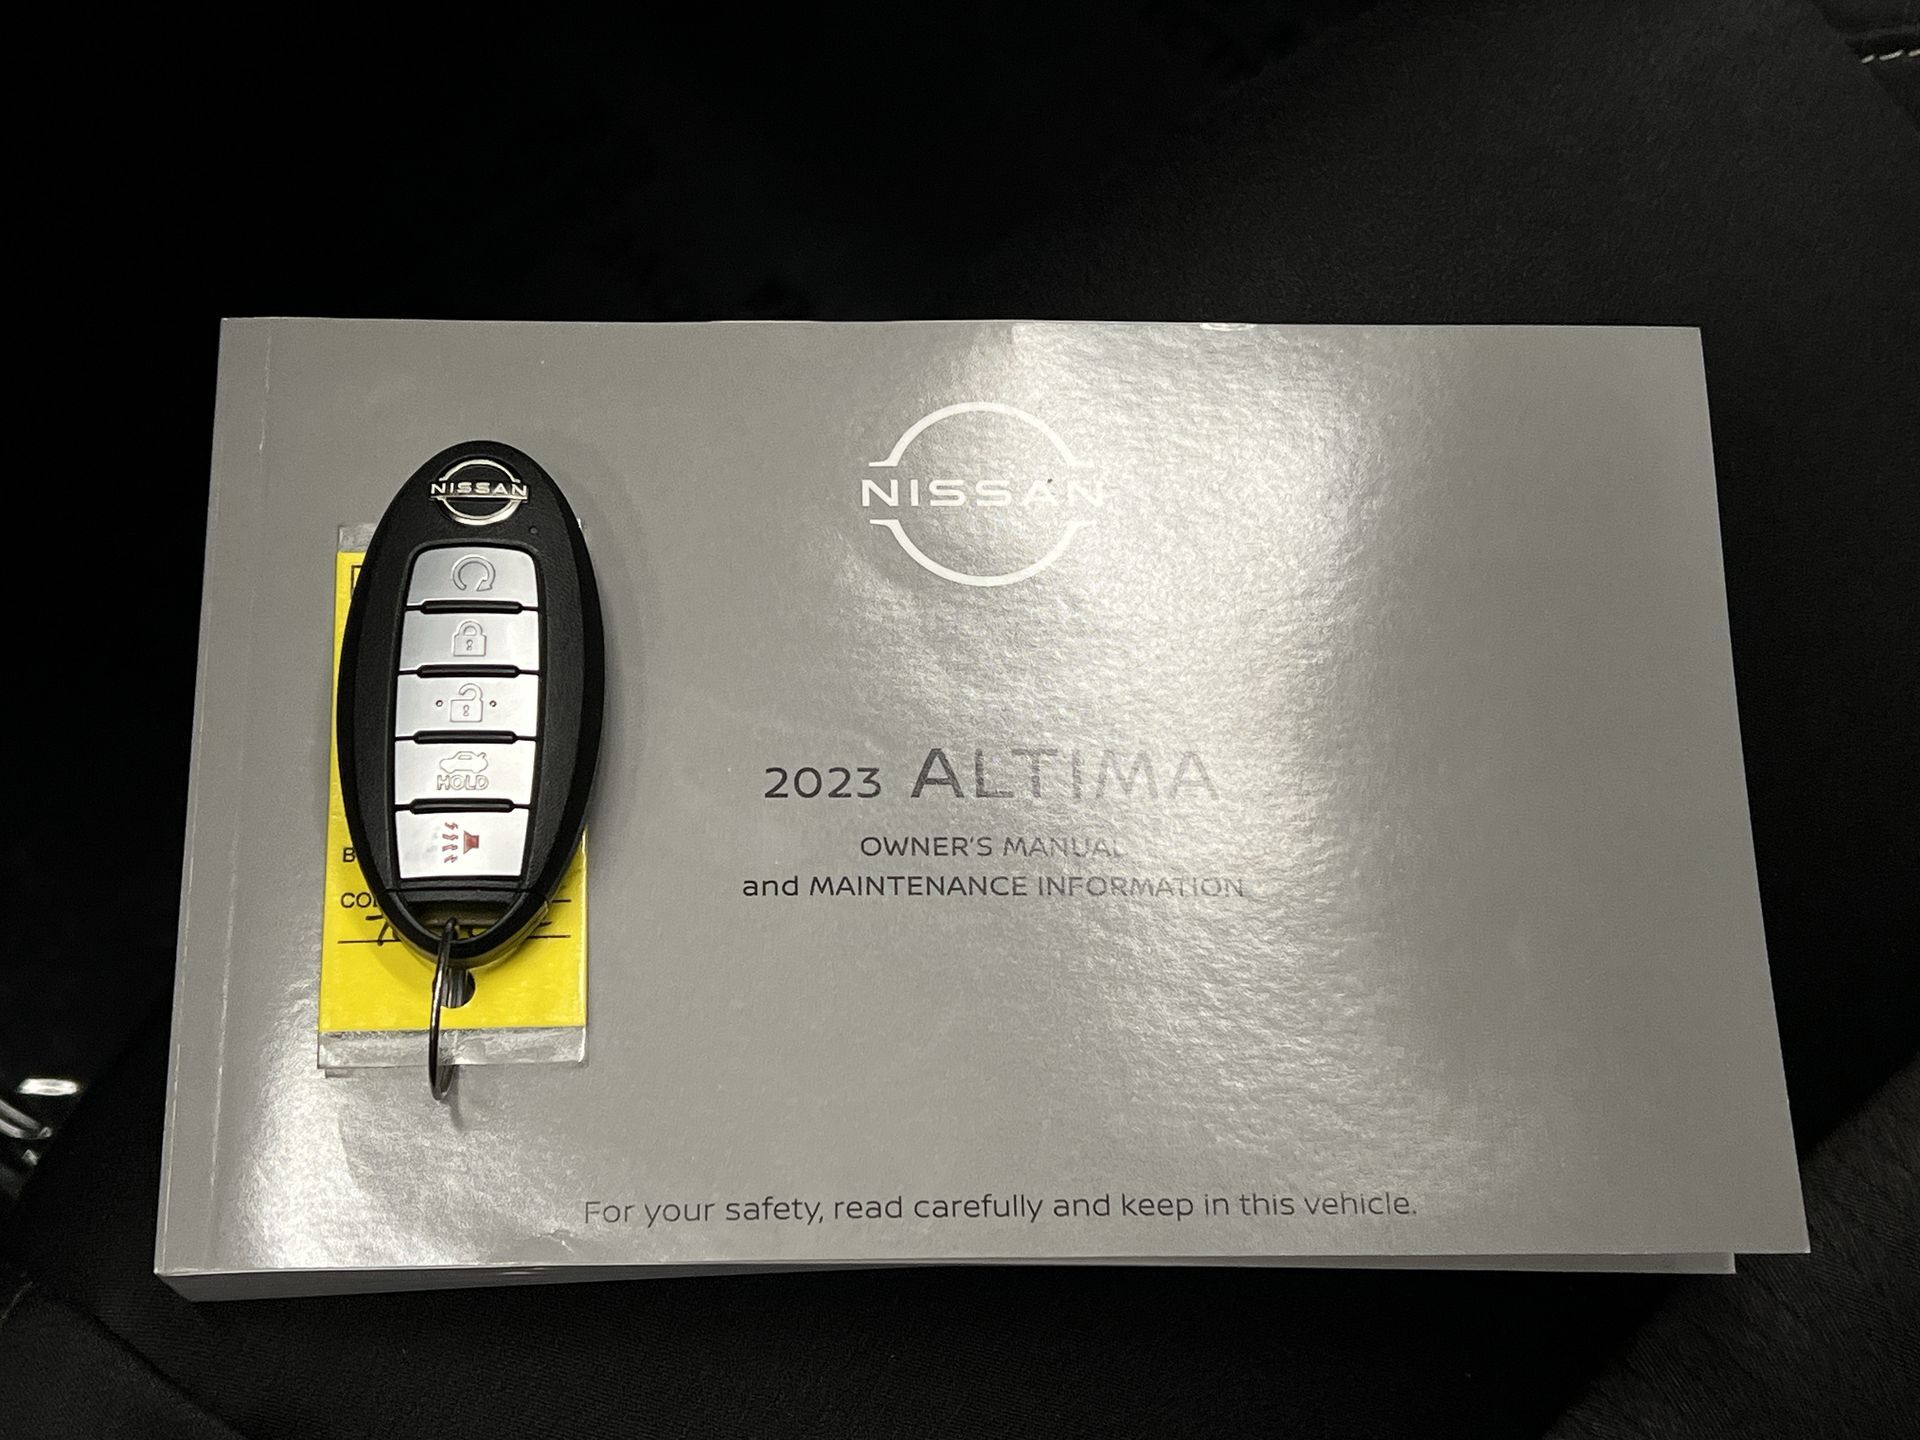 NISSAN
NISSAN
HOLD
2023 ALTIMA
OWNER'S MANUAL
and MAINTENANCE INFORMATION
For your safety, read carefully and keep in this vehicle.